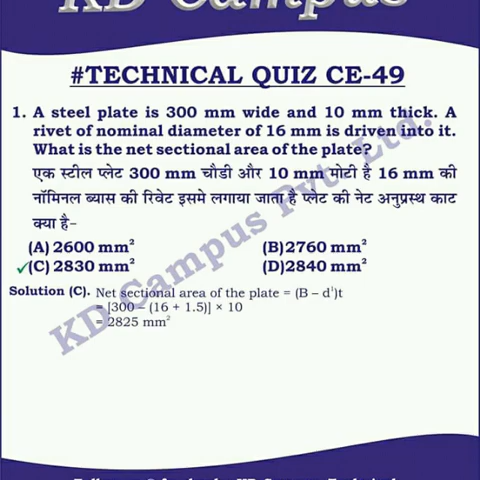 KD Campus
#TECHNICAL QUIZ CE-49
1. A steel plate is 300 mm wide and 10 mm thick. A
rivet of nominal diameter of 16 mm is driven into it.
What is the net sectional area of the plate?
एक स्टील प्लेट 300 mm चौडी और 10 mm मोटी है 16 mm की
नॉमिनल ब्यास की रिवेट इसमे लगाया जाता है प्लेट की नेट अनुप्रस्थ काट
क्या है-
(A) 2600 mm² (B) 2760 mm²
✓(C) 2830 mm² (D) 2840 mm²
Solution (C). Net sectional area of the plate = (B – d¹)t
= [300 – (16 + 1.5)] × 10
= 2825 mm²
KD Campus Pvt. Ltd.